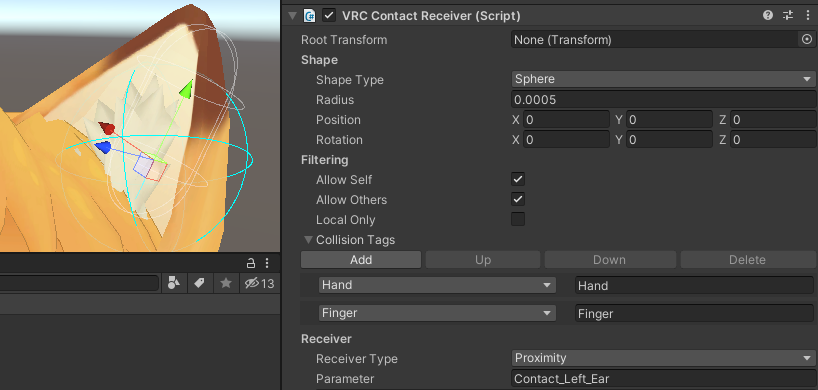 VRC Contact Receiver (Script)
Root Transform None (Transform)
Shape
Shape Type Sphere
Radius 0.0005
Position X 0 Y 0 Z 0
Rotation X 0 Y 0 Z 0
Filtering
Allow Self
Allow Others
Local Only
Collision Tags
Add Up Down Delete
13
Hand Hand
Finger Finger
Receiver
Receiver Type Proximity
Parameter Contact_Left_Ear